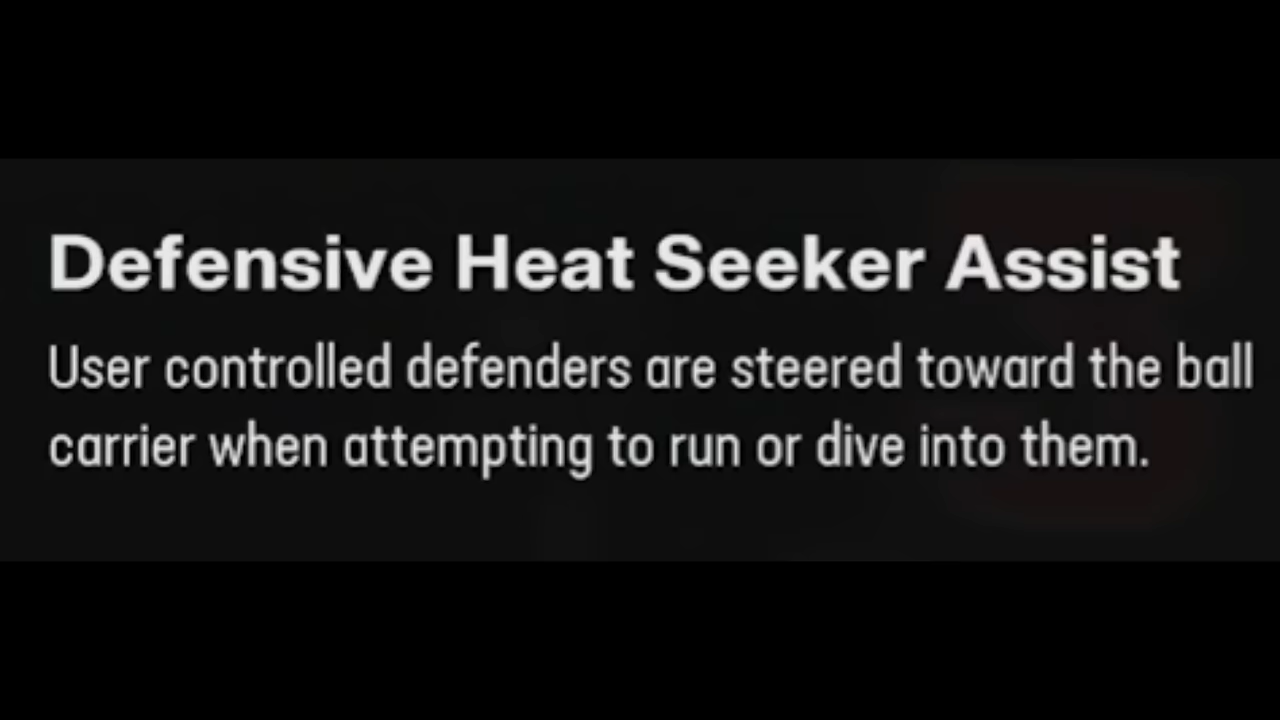 Defensive Heat Seeker Assist
User controlled defenders are steered toward the ball
carrier when attempting to run or dive into them.